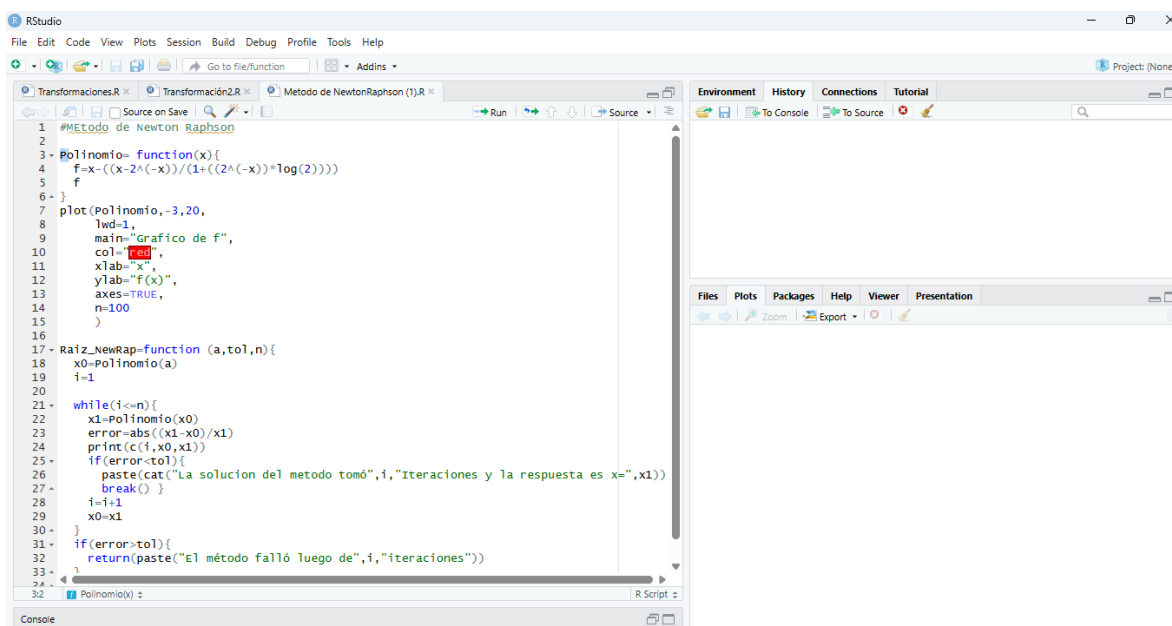 RStudio
File Edit Code View Plots Session Build Debug Profile Tools Help
Go to file/function Addins Project: (None
Transformaciones.R Transformación2.R Metodo de NewtonRaphson (1).R
Source on Save Run Source
1 #MEtodo de Newton Raphson
2
3 Polinomio= function(x){
4 f=x-((x-2^(-x))/(1+((2^(-x))*log(2))))
5 f
6 }
7 plot(Polinomio,-3,20,
8 lwd=1,
9 main="Grafico de f",
10 col="red",
11 xlab="x",
12 ylab="f(x)",
13 axes=TRUE,
14 n=100
15 )
16
17 Raiz_NewRap=function (a,tol,n){
18 x0=Polinomio(a)
19 i=1
20
21 while(i<=n){
22 x1=Polinomio(x0)
23 error=abs((x1-x0)/x1)
24 print(c(i,x0,x1))
25 if(error<tol){
26 paste(cat("La solucion del metodo tomó",i,"Iteraciones y la respuesta es x=",x1))
27 break() }
28 i=i+1
29 x0=x1
30 }
31 if(error>tol){
32 return(paste("El método falló luego de",i,"iteraciones"))
33 }
34
3:2 Polinomio(x) R Script
Console
Environment History Connections Tutorial
To Console To Source
Files Plots Packages Help Viewer Presentation
Zoom Export